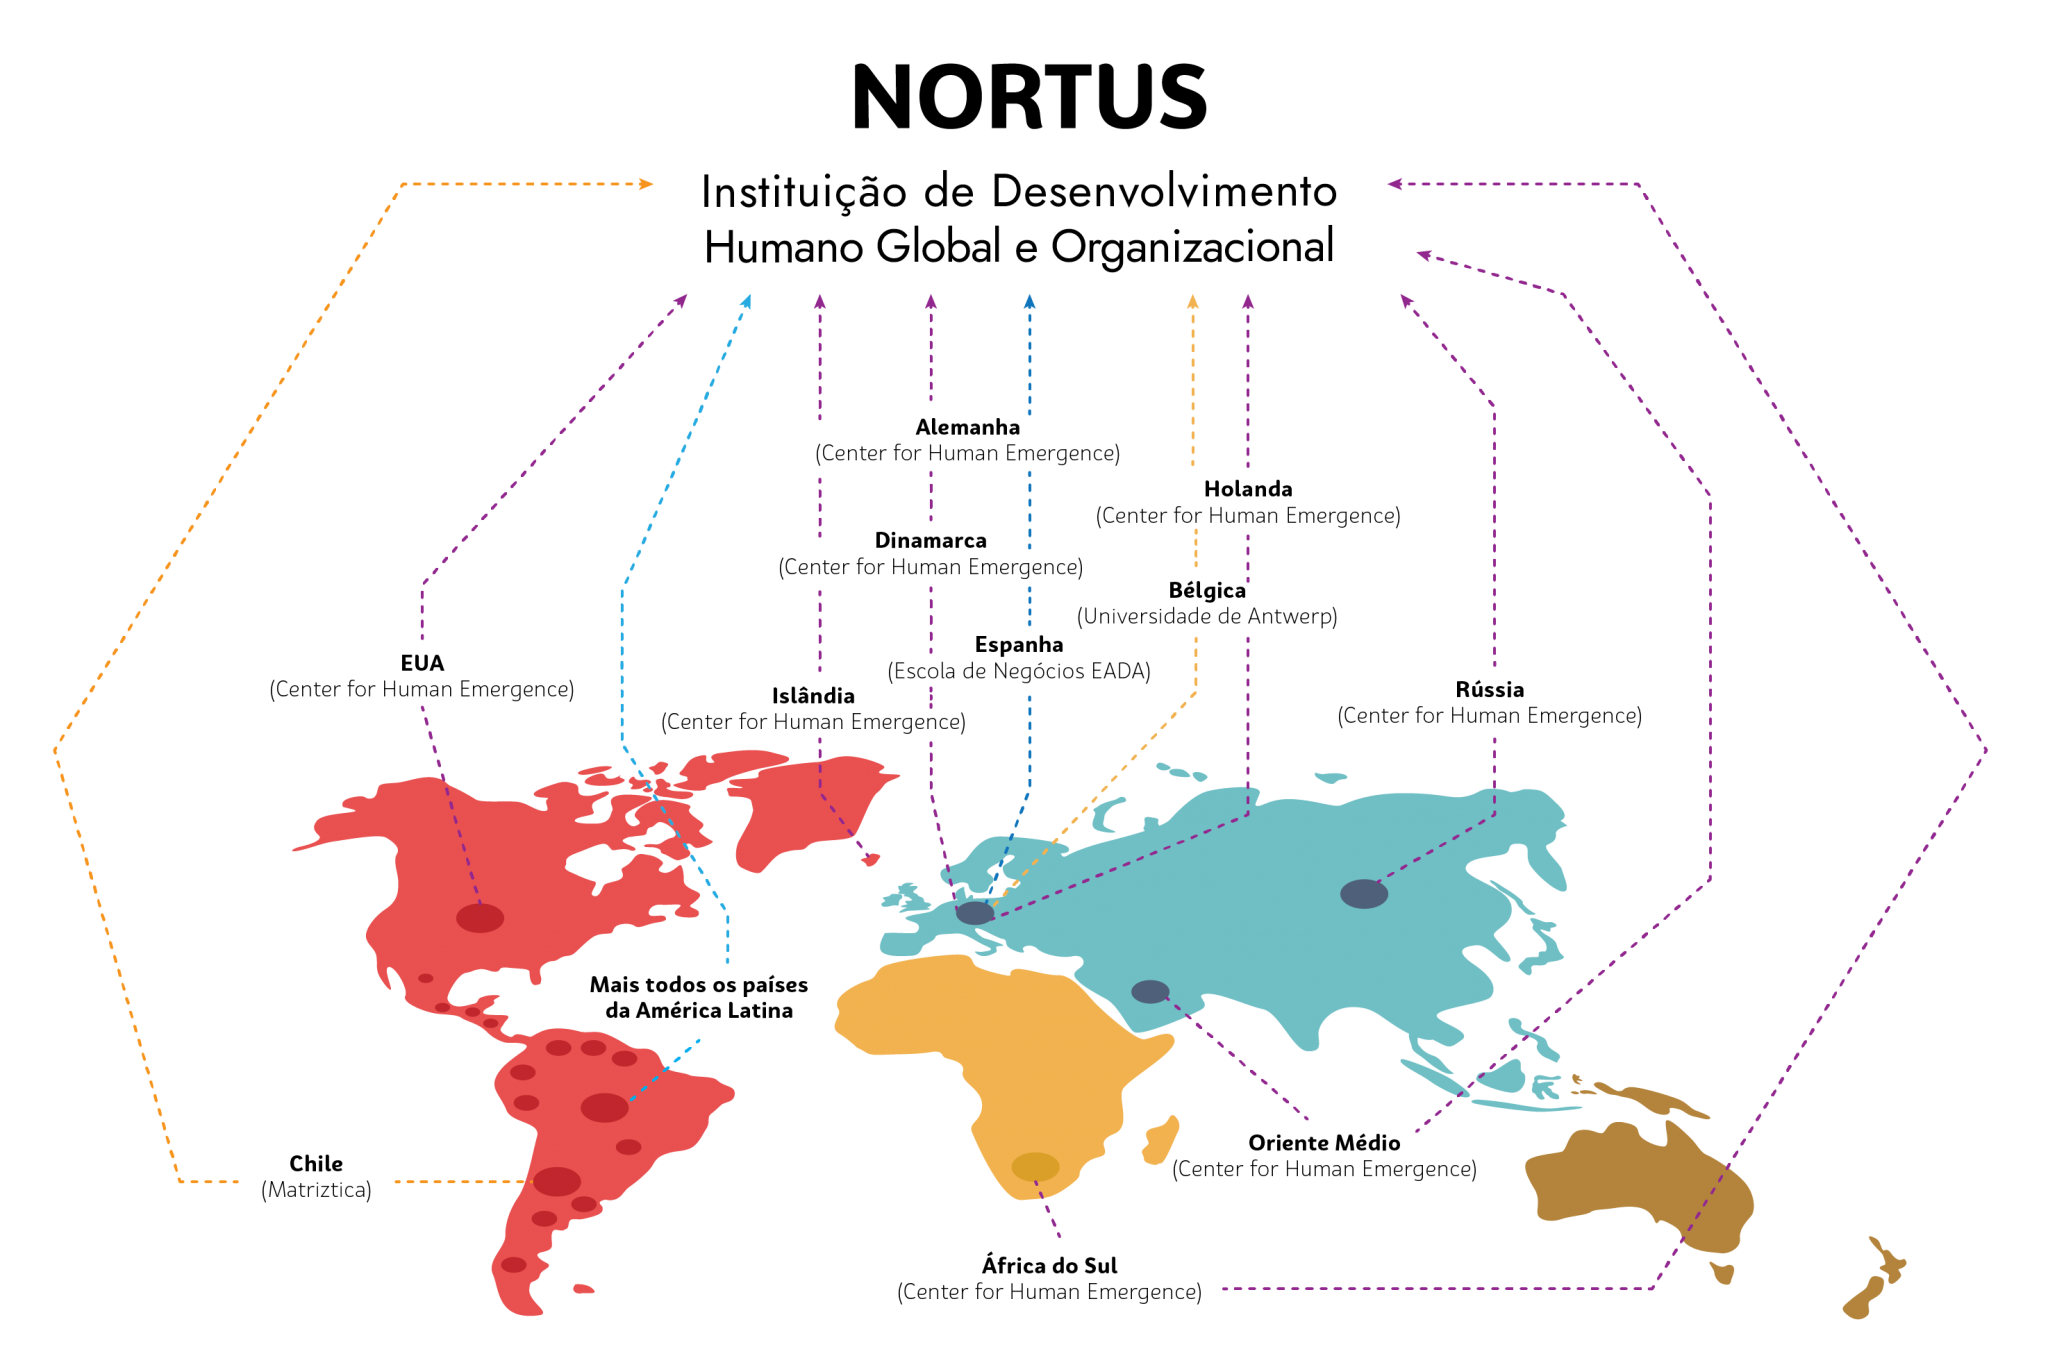 NORTUS
Instituição de Desenvolvimento
Humano Global e Organizacional
Alemanha
(Center for Human Emergence)
Holanda
(Center for Human Emergence)
Dinamarca
(Center for Human Emergence)
Bélgica
(Universidade de Antwerp)
Espanha
(Escola de Negócios EADA)
EUA
(Center for Human Emergence)
Islândia
(Center for Human Emergence)
Rússia
(Center for Human Emergence)
Mais todos os países
da América Latina
Oriente Médio
(Center for Human Emergence)
Chile
(Matriztica)
África do Sul
(Center for Human Emergence)